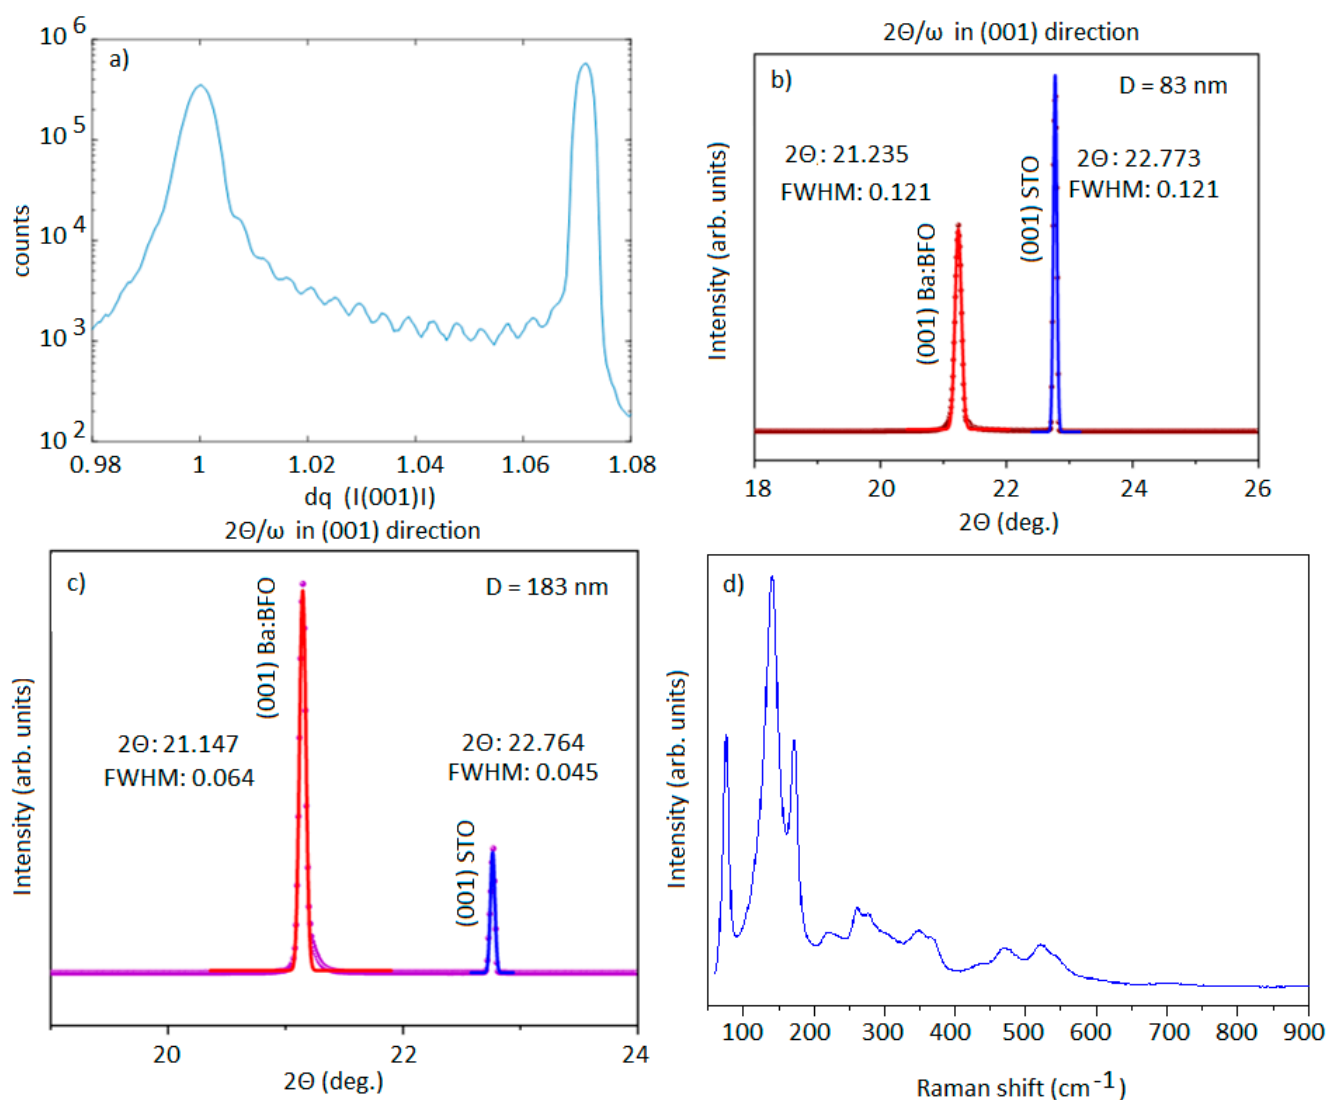 a)
10^6
10^5
10^4
10^3
10^2
counts
0.98 1 1.02 1.04 1.06 1.08
dq (I(001)I)
2Θ/ω in (001) direction
b)
D = 83 nm
2Θ: 21.235
FWHM: 0.121
2Θ: 22.773
FWHM: 0.121
(001) Ba:BFO
(001) STO
Intensity (arb. units)
18 20 22 24 26
2Θ (deg.)
2Θ/ω in (001) direction
c)
D = 183 nm
(001) Ba:BFO
2Θ: 21.147
FWHM: 0.064
2Θ: 22.764
FWHM: 0.045
(001) STO
Intensity (arb. units)
20 22 24
2Θ (deg.)
d)
Intensity (arb. units)
100 200 300 400 500 600 700 800 900
Raman shift (cm^-1)